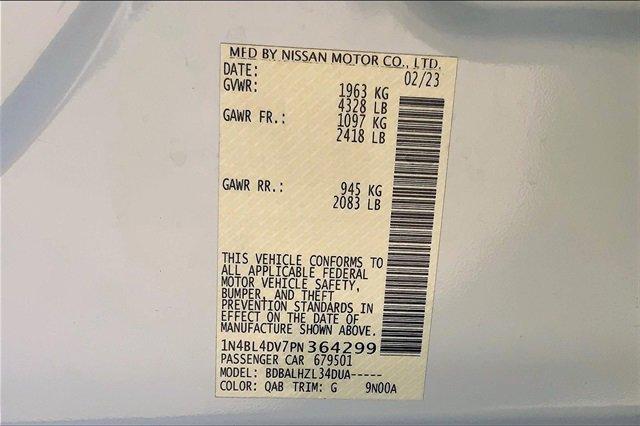 MFD BY NISSAN MOTOR CO., LTD.
DATE: 02/23
GVWR: 1963 KG
4328 LB
GAWR FR.: 1097 KG
2418 LB
GAWR RR.: 945 KG
2083 LB
THIS VEHICLE CONFORMS TO
ALL APPLICABLE FEDERAL
MOTOR VEHICLE SAFETY,
BUMPER, AND THEFT
PREVENTION STANDARDS IN
EFFECT ON THE DATE OF
MANUFACTURE SHOWN ABOVE.
1N4BL4DV7PN364299
PASSENGER CAR 679501
MODEL: BDBALHZL34DUA-----
COLOR: QAB TRIM: G 9N00A